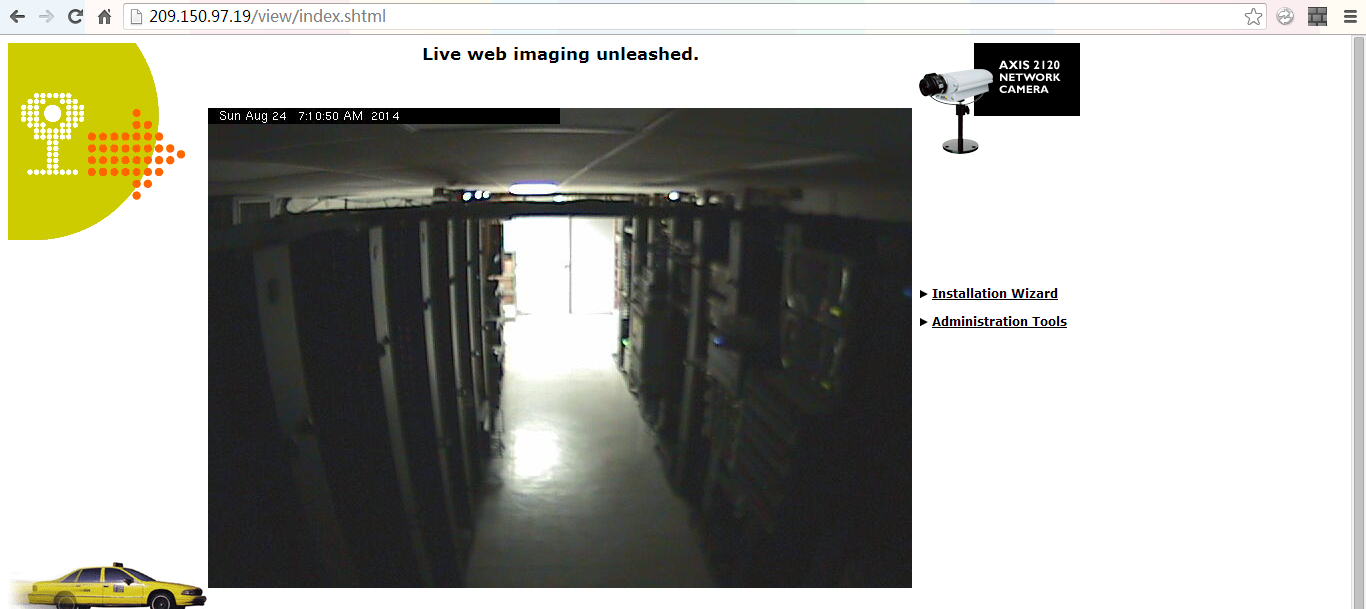 209.150.97.19/view/index.shtml
Live web imaging unleashed.
AXIS 2120
NETWORK
CAMERA
Sun Aug 24 7:10:50 AM 2014
Installation Wizard
Administration Tools